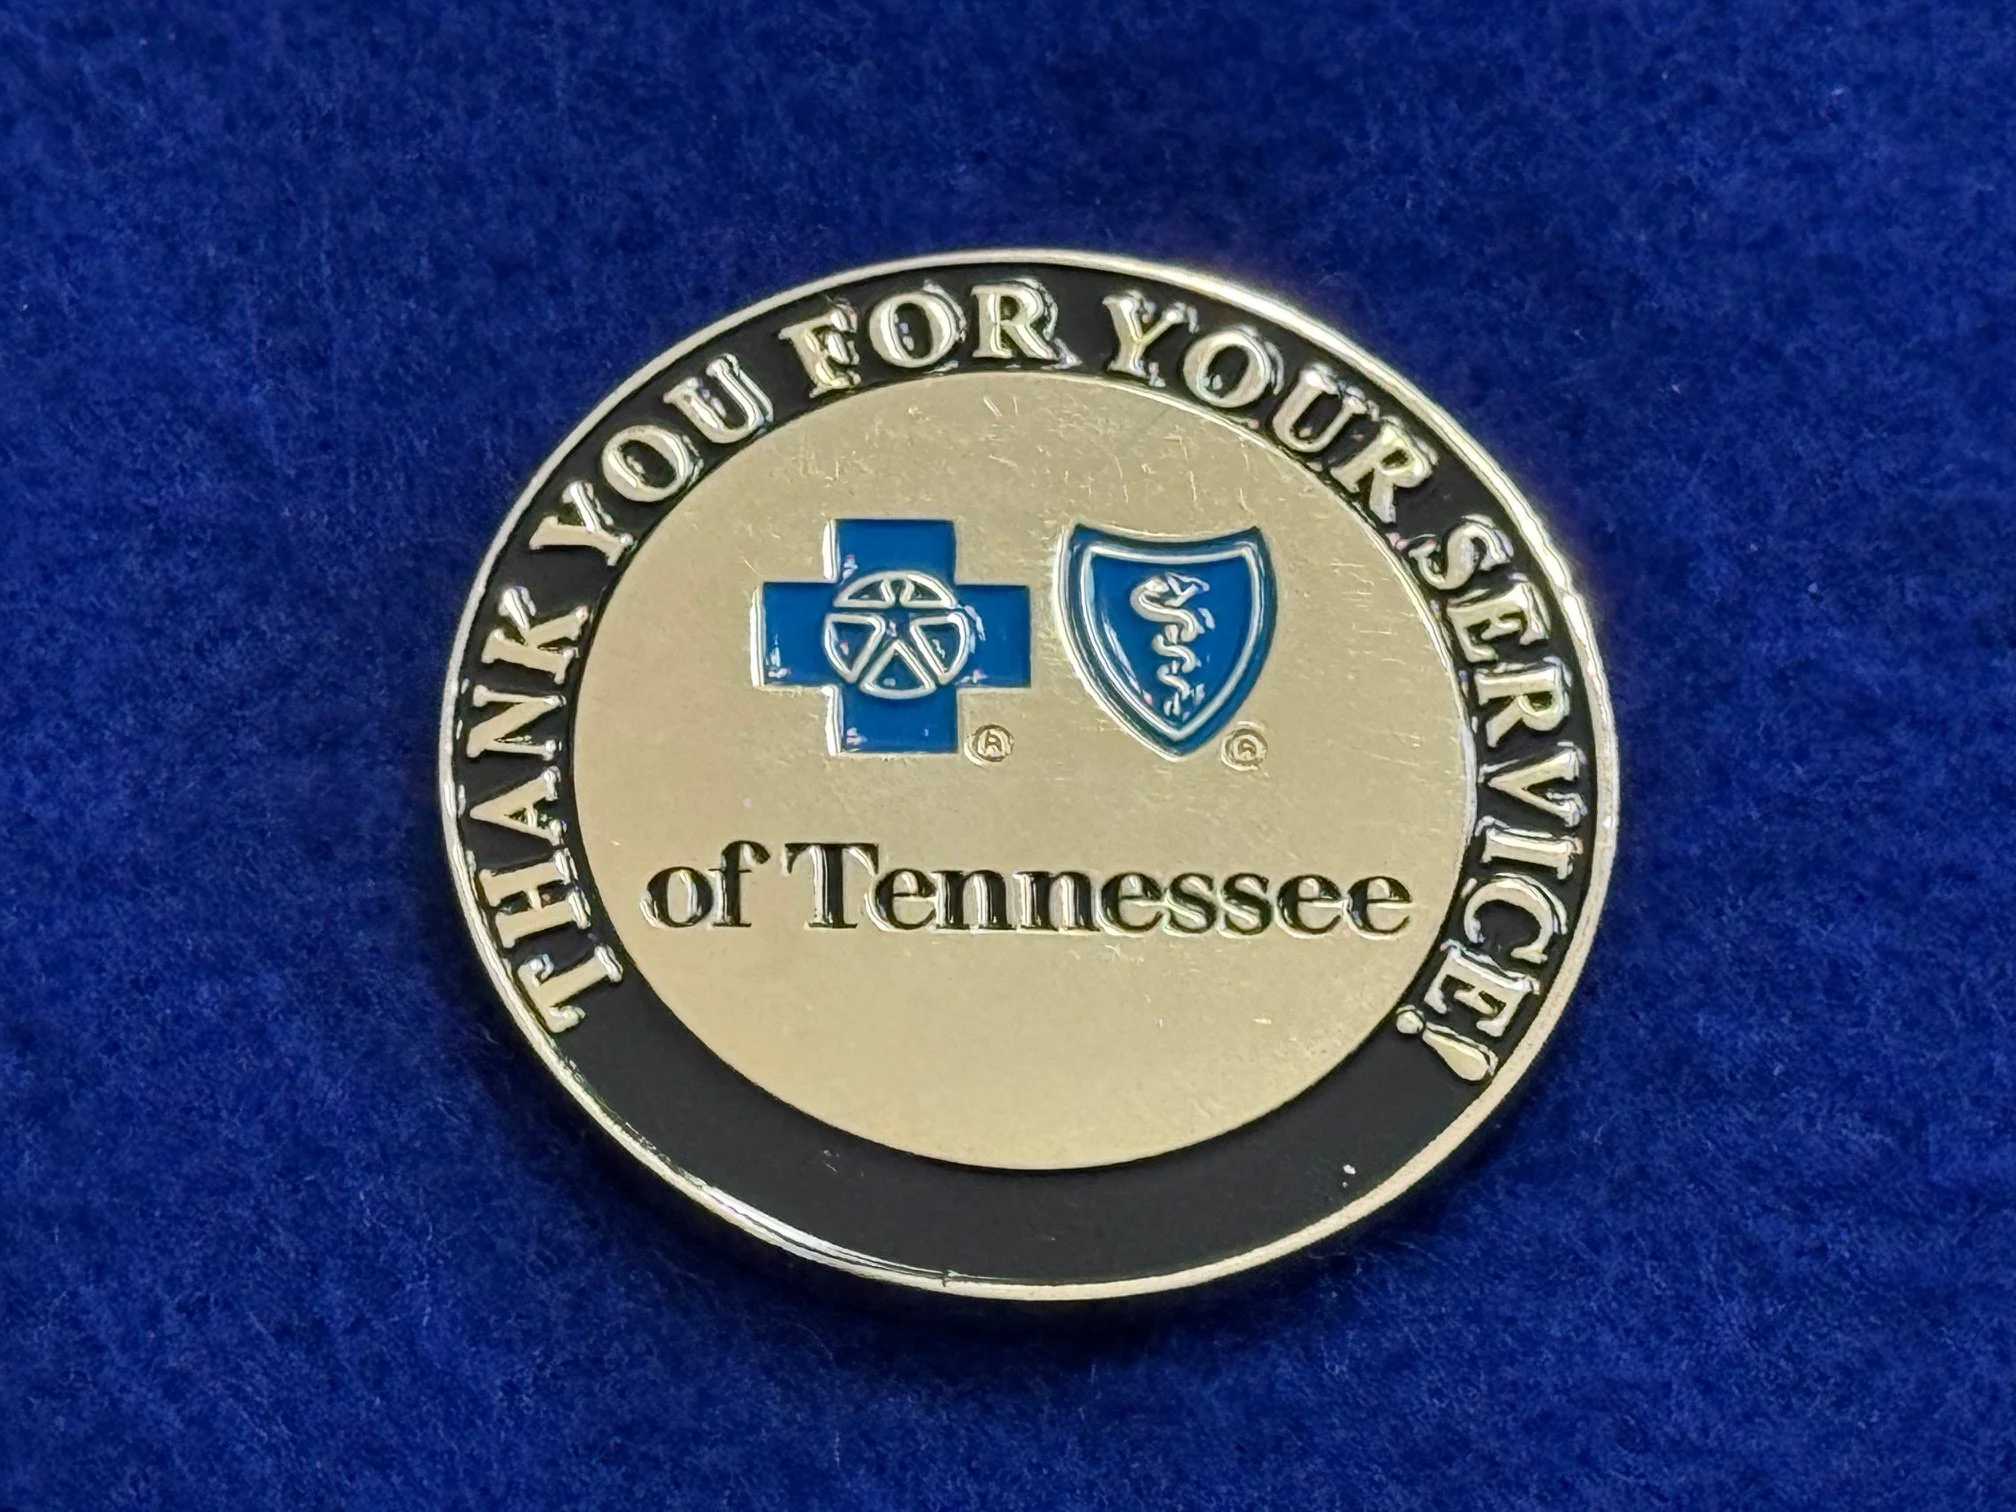 THANK YOU FOR YOUR SERVICE!
® ®
of Tennessee